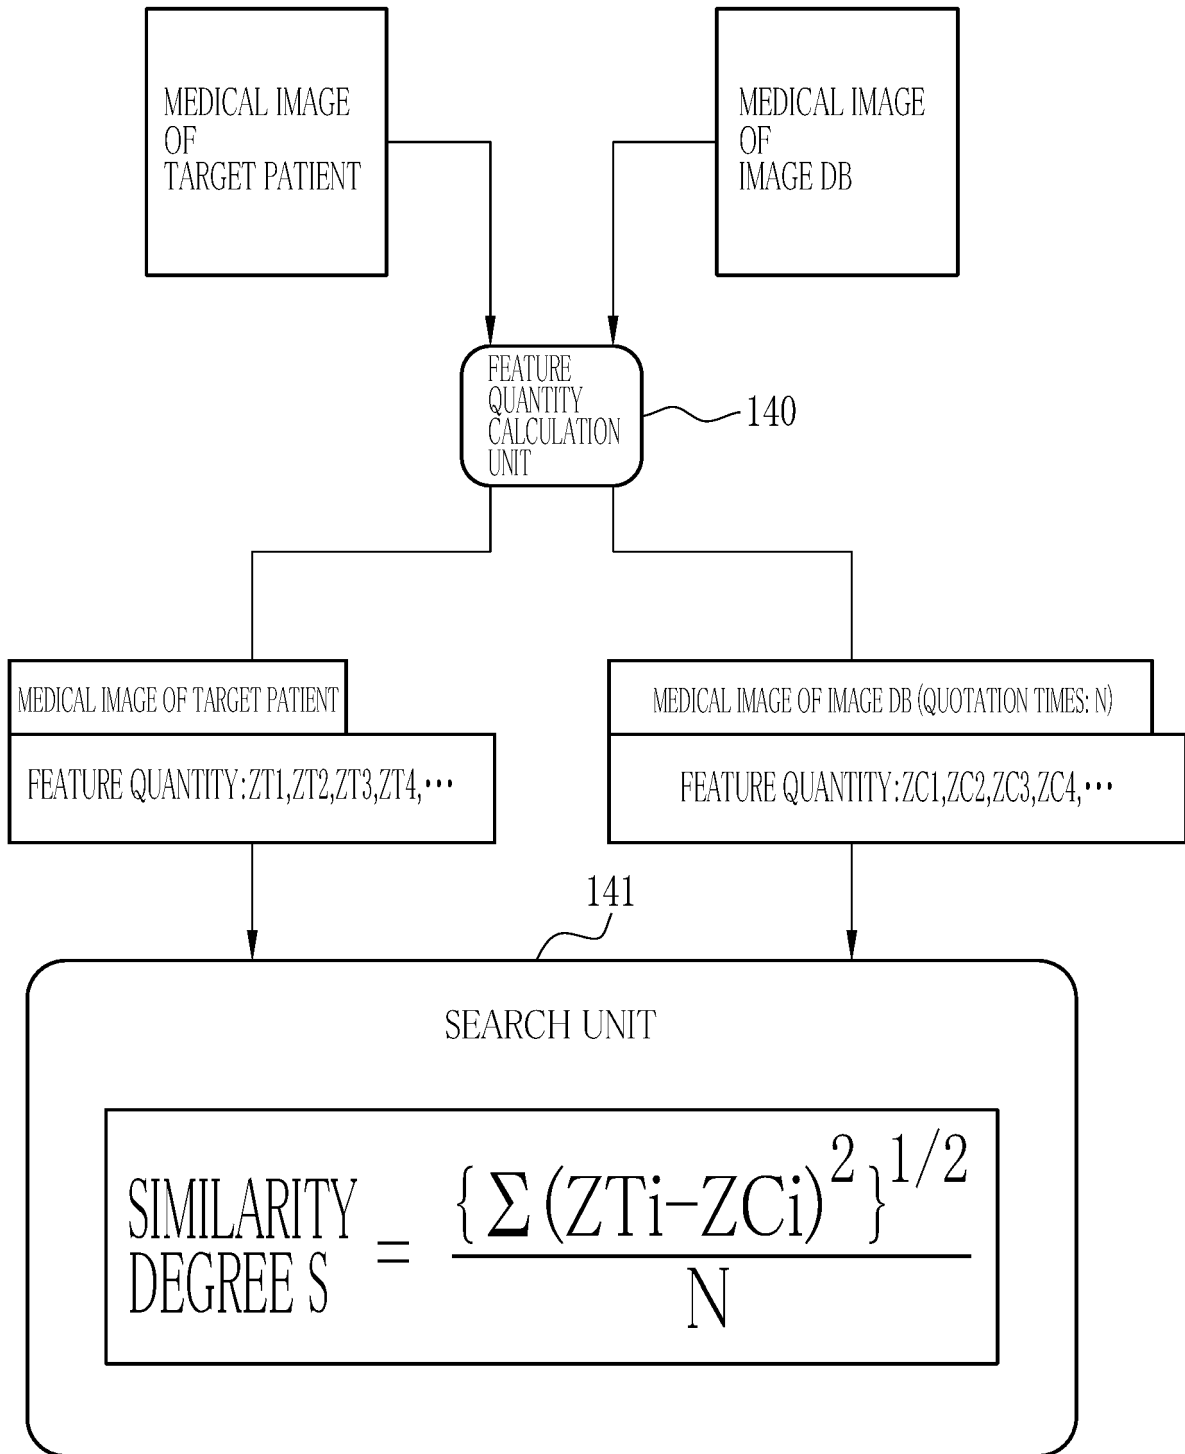 MEDICAL IMAGE
OF
TARGET PATIENT
MEDICAL IMAGE
OF
IMAGE DB
FEATURE
QUANTITY
CALCULATION
UNIT
140
MEDICAL IMAGE OF TARGET PATIENT
FEATURE QUANTITY:ZT1,ZT2,ZT3,ZT4,⋯
MEDICAL IMAGE OF IMAGE DB (QUOTATION TIMES: N)
FEATURE QUANTITY:ZC1,ZC2,ZC3,ZC4,⋯
141
SEARCH UNIT
SIMILARITY
DEGREE S
=
{Σ(ZTi-ZCi)²}^1/2
N